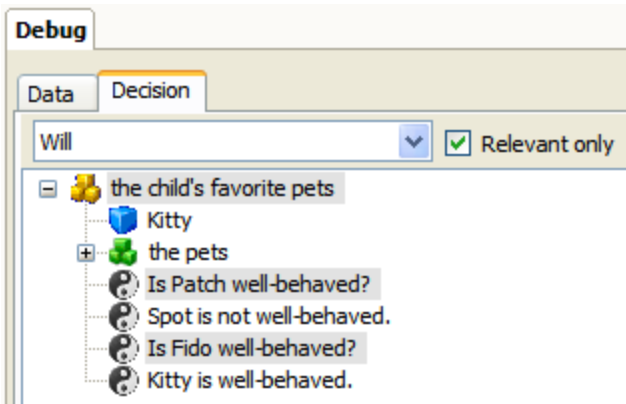 Debug
Data Decision
Will Relevant only
the child's favorite pets
Kitty
the pets
Is Patch well-behaved?
Spot is not well-behaved.
Is Fido well-behaved?
Kitty is well-behaved.